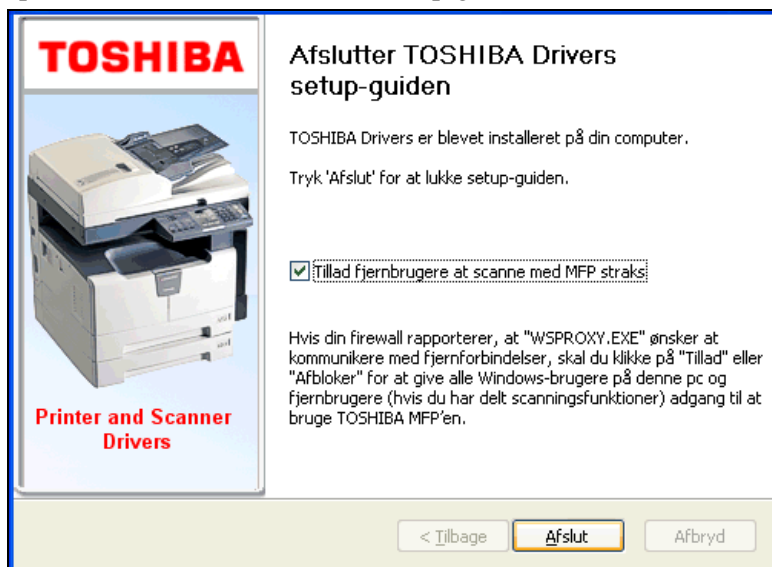 TOSHIBA
Printer and Scanner
Drivers
Afslutter TOSHIBA Drivers
setup-guiden
TOSHIBA Drivers er blevet installeret på din computer.
Tryk 'Afslut' for at lukke setup-guiden.
Tillad fjernbrugere at scanne med MFP straks
Hvis din firewall rapporterer, at "WSPROXY.EXE" ønsker at
kommunikere med fjernforbindelser, skal du klikke på "Tillad" eller
"Afbloker" for at give alle Windows-brugere på denne pc og
fjernbrugere (hvis du har delt scanningsfunktioner) adgang til at
bruge TOSHIBA MFP'en.
< Tilbage
Afslut
Afbryd